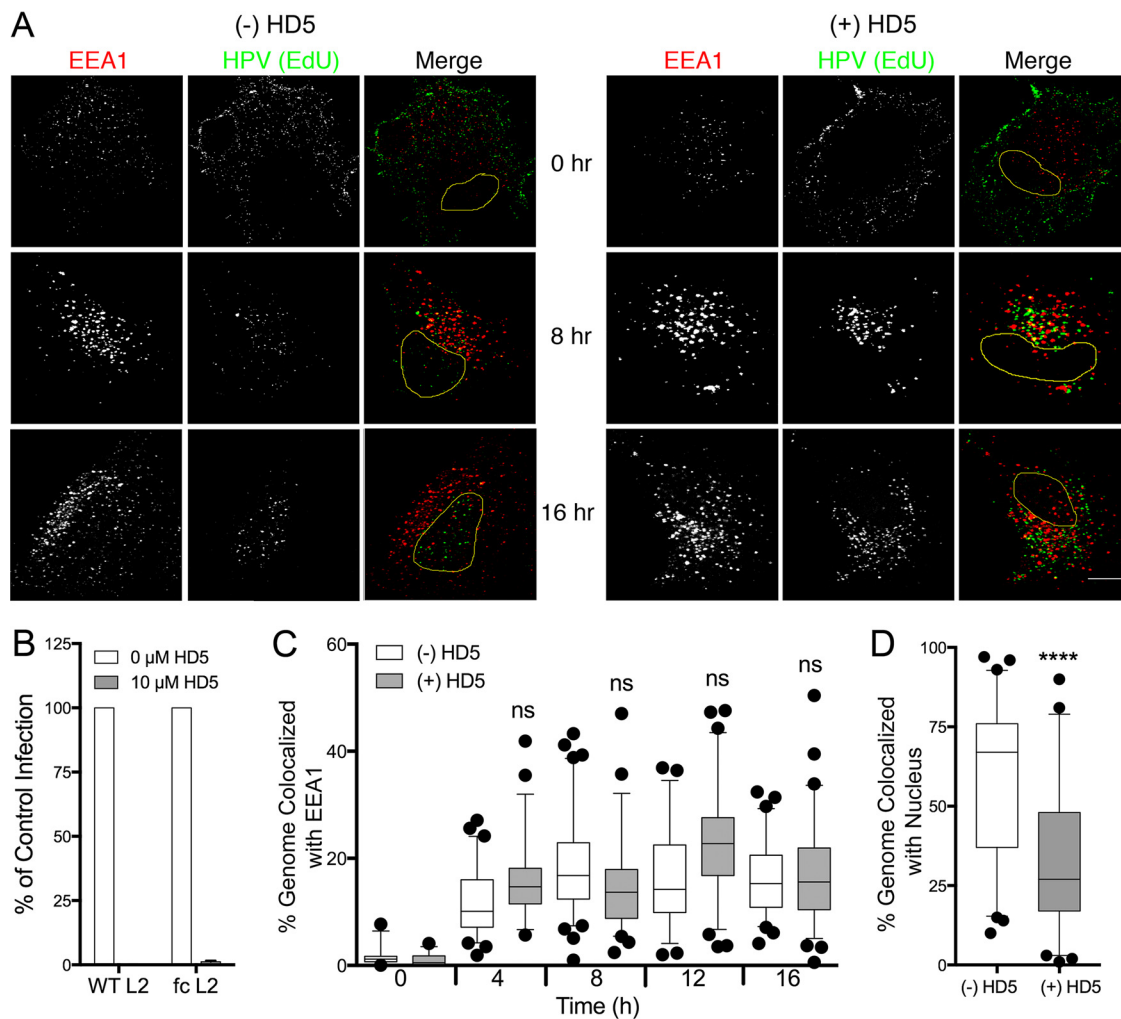 A
(-) HD5
(+) HD5
EEA1
HPV (EdU)
Merge
EEA1
HPV (EdU)
Merge
0 hr
8 hr
16 hr
B
% of Control Infection
125
100
75
50
25
0
0 µM HD5
10 µM HD5
WT L2
fc L2
C
% Genome Colocalized
with EEA1
60
40
20
0
(-) HD5
(+) HD5
ns
ns
ns
ns
0
4
8
12
16
Time (h)
D
% Genome Colocalized
with Nucleus
100
75
50
25
0
****
(-) HD5
(+) HD5